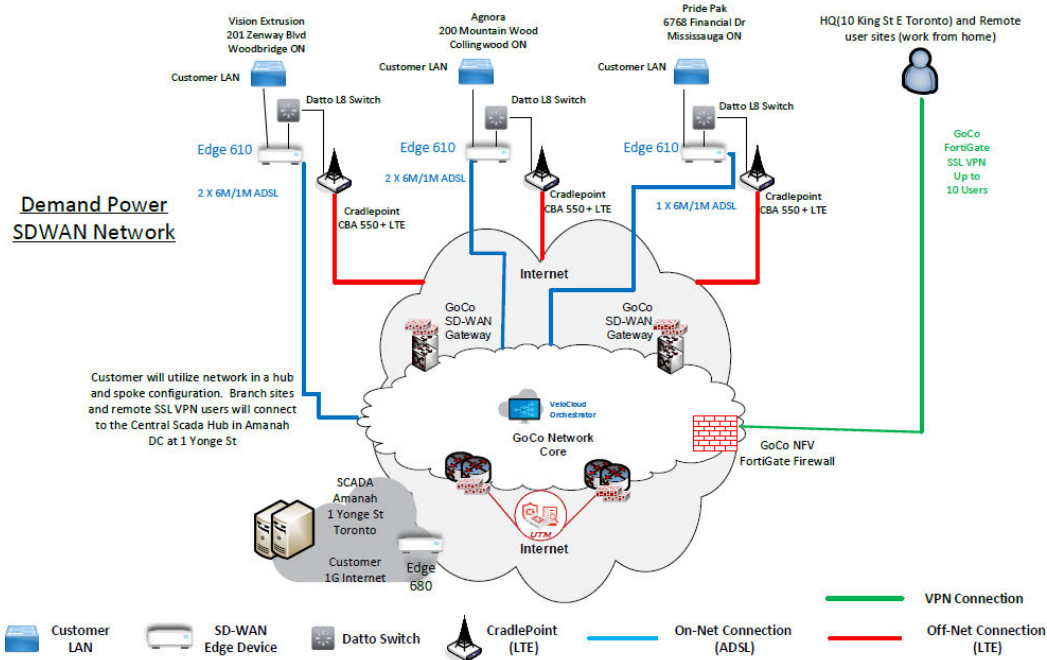 Vision Extrusion
201 Zenway Blvd
Woodbridge ON
Agnora
200 Mountain Wood
Collingwood ON
Pride Pak
6768 Financial Dr
Mississauga ON
HQ(10 King St E Toronto) and Remote
user sites (work from home)
Customer LAN
Customer LAN
Customer LAN
Datto L8 Switch
Datto L8 Switch
Datto L8 Switch
Edge 610
Edge 610
Edge 610
2 X 6M/1M ADSL
2 X 6M/1M ADSL
1 X 6M/1M ADSL
Cradlepoint
CBA 550 + LTE
Cradlepoint
CBA 550 + LTE
Cradlepoint
CBA 550 + LTE
GoCo
FortiGate
SSL VPN
Up to
10 Users
Demand Power
SDWAN Network
Internet
GoCo
SD-WAN
Gateway
GoCo
SD-WAN
Gateway
Customer will utilize network in a hub
and spoke configuration. Branch sites
and remote SSL VPN users will connect
to the Central Scada Hub in Amanah
DC at 1 Yonge St
VeloCloud
Orchestrator
GoCo Network
Core
GoCo NFV
FortiGate Firewall
SCADA
Amanah
1 Yonge St
Toronto
Customer
1G Internet
Edge
680
UTM
Internet
VPN Connection
Customer
LAN
SD-WAN
Edge Device
Datto Switch
CradlePoint
(LTE)
On-Net Connection
(ADSL)
Off-Net Connection
(LTE)